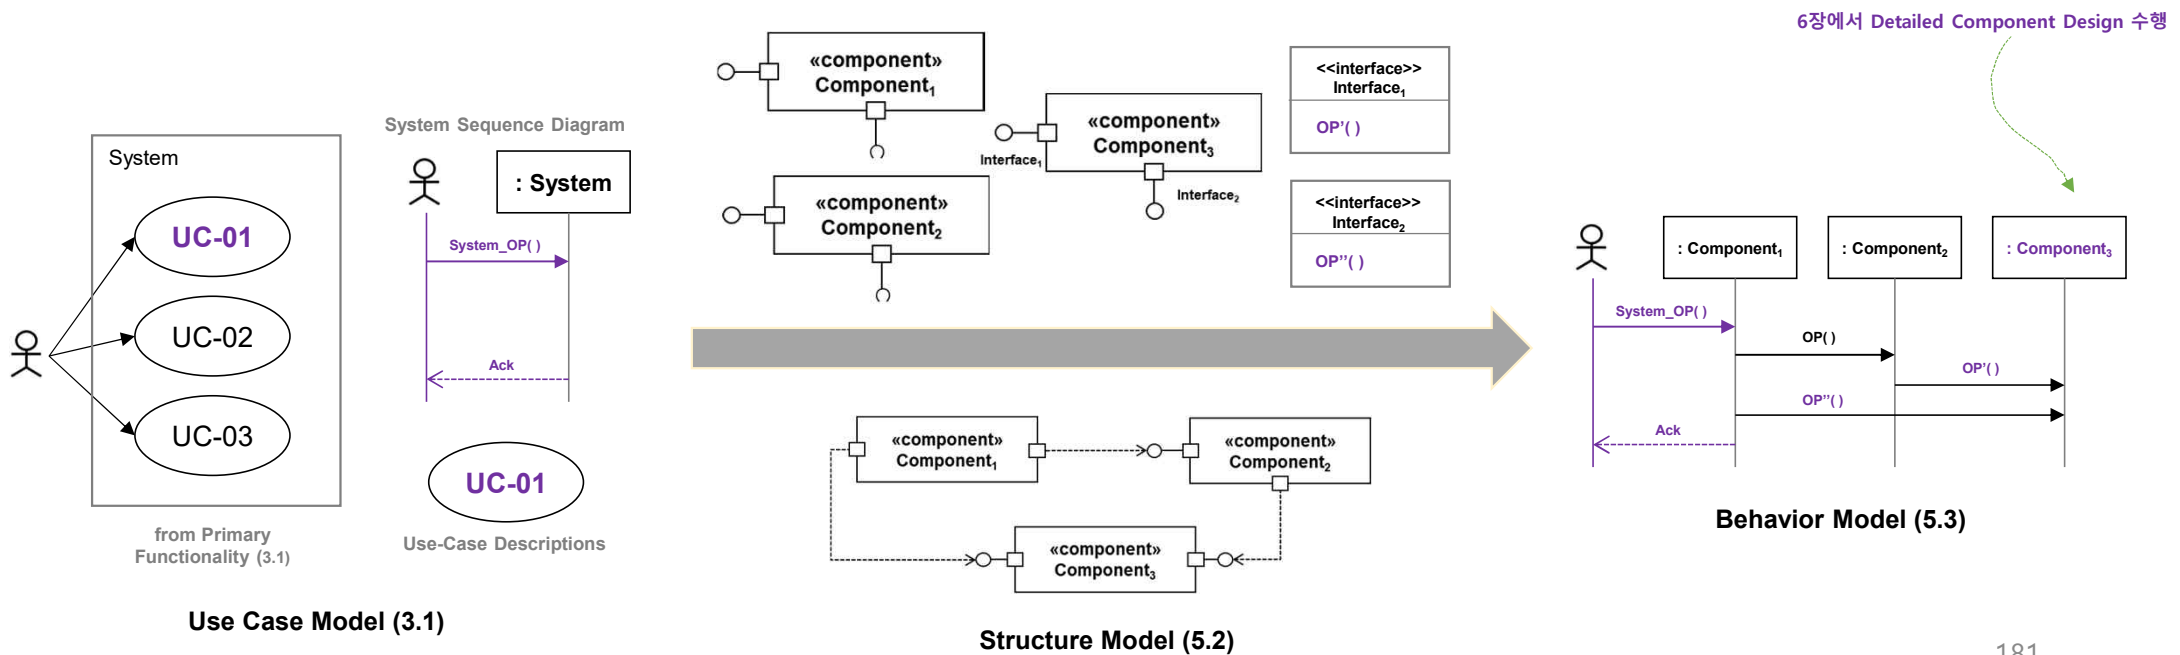 6장에서 Detailed Component Design 수행
System
UC-01
UC-02
UC-03
from Primary
Functionality (3.1)
System Sequence Diagram
: System
System_OP( )
Ack
UC-01
Use-Case Descriptions
Use Case Model (3.1)
«component»
Component₁
«component»
Component₂
«component»
Component₃
Interface₁
Interface₂
<<interface>>
Interface₁
OP’( )
<<interface>>
Interface₂
OP’’( )
«component»
Component₁
«component»
Component₂
«component»
Component₃
Structure Model (5.2)
: Component₁
: Component₂
: Component₃
System_OP( )
OP( )
OP’( )
OP’’( )
Ack
Behavior Model (5.3)
181